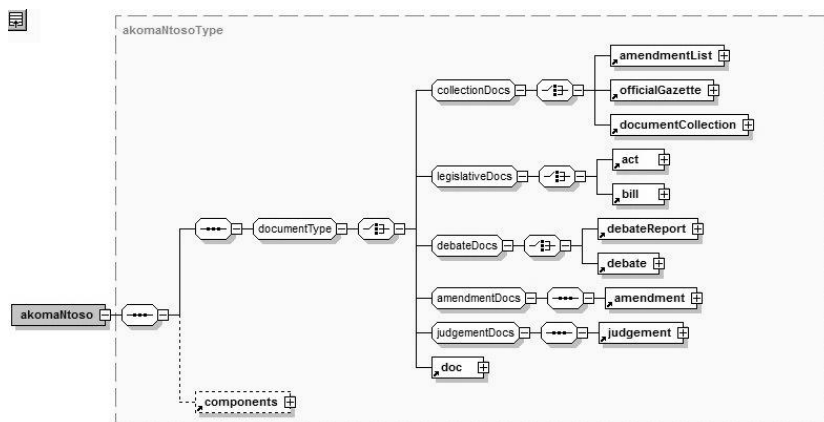 akomaNtosoType
amendmentList
collectionDocs
officialGazette
documentCollection
act
legislativeDocs
bill
debateReport
documentType
debateDocs
debate
amendmentDocs
amendment
akomaNtoso
judgementDocs
judgement
doc
components